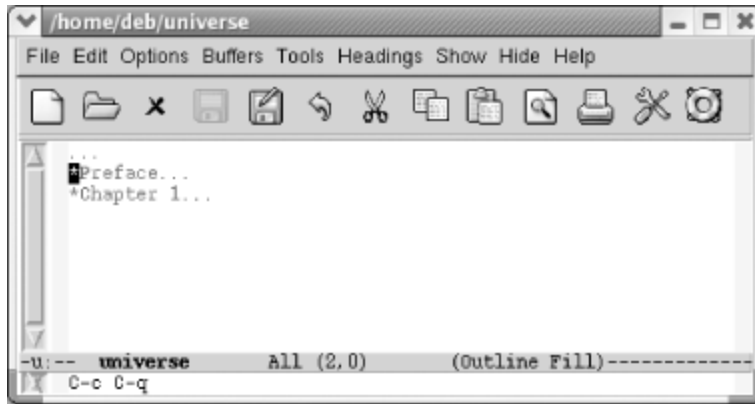 /home/deb/universe
File Edit Options Buffers Tools Headings Show Hide Help
...
*Preface...
*Chapter 1...
-u:-- universe All (2,0) (Outline Fill)-------------
C-c C-q